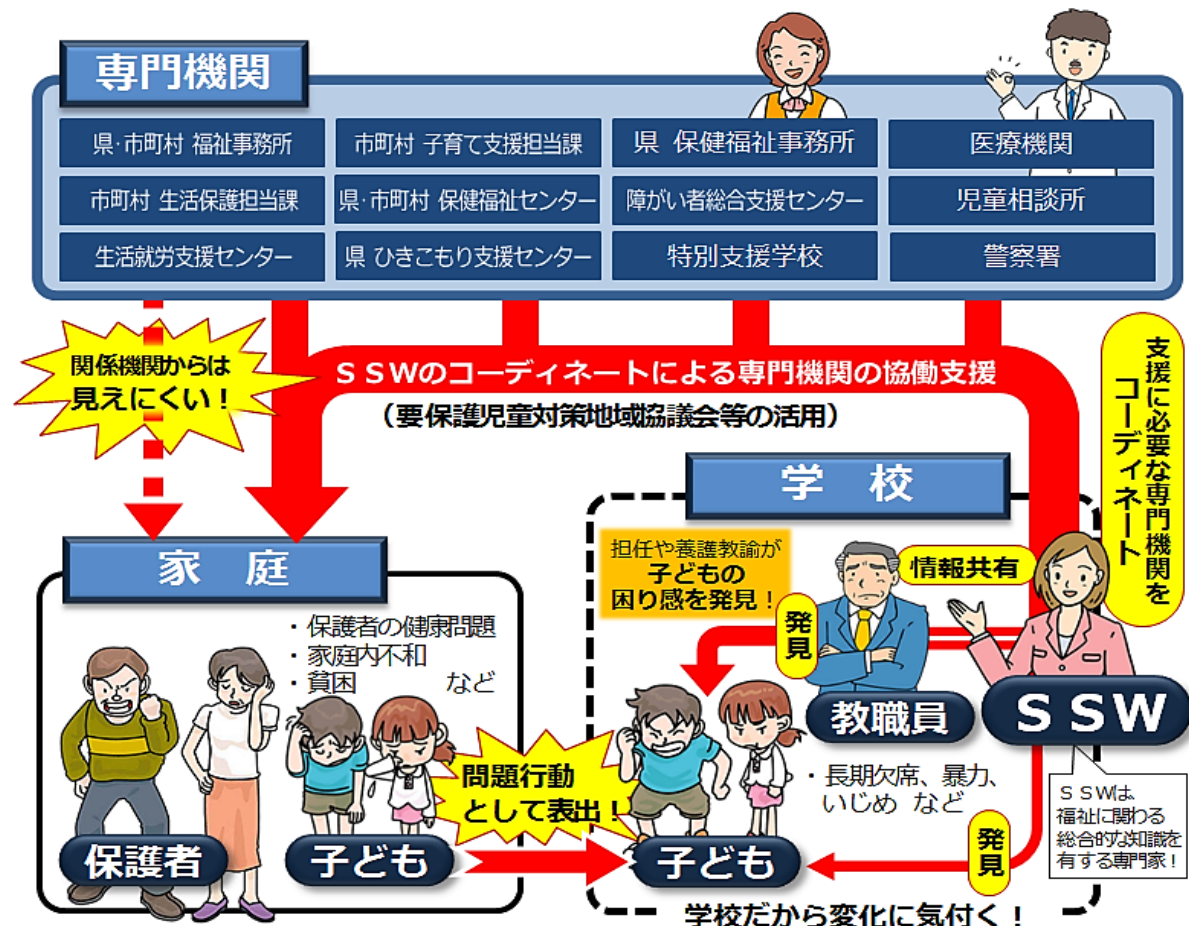 専門機関
県･市町村 福祉事務所
市町村 子育て支援担当課
県 保健福祉事務所
医療機関
市町村 生活保護担当課
県･市町村 保健福祉センター
障がい者総合支援センター
児童相談所
生活就労支援センター
県 ひきこもり支援センター
特別支援学校
警察署
関係機関からは
見えにくい！
ＳＳＷのコーディネートによる専門機関の協働支援
（要保護児童対策地域協議会等の活用）
支援に必要な専門機関を
コーディネート
学 校
担任や養護教諭が
子どもの
困り感を発見！
情報共有
発見
教職員
ＳＳＷ
・長期欠席、暴力、
いじめ など
ＳＳＷは、
福祉に関わる
総合的な知識を
有する専門家！
発見
子ども
学校だから変化に気付く！
家 庭
・保護者の健康問題
・家庭内不和
・貧困 など
問題行動
として表出！
保護者
子ども